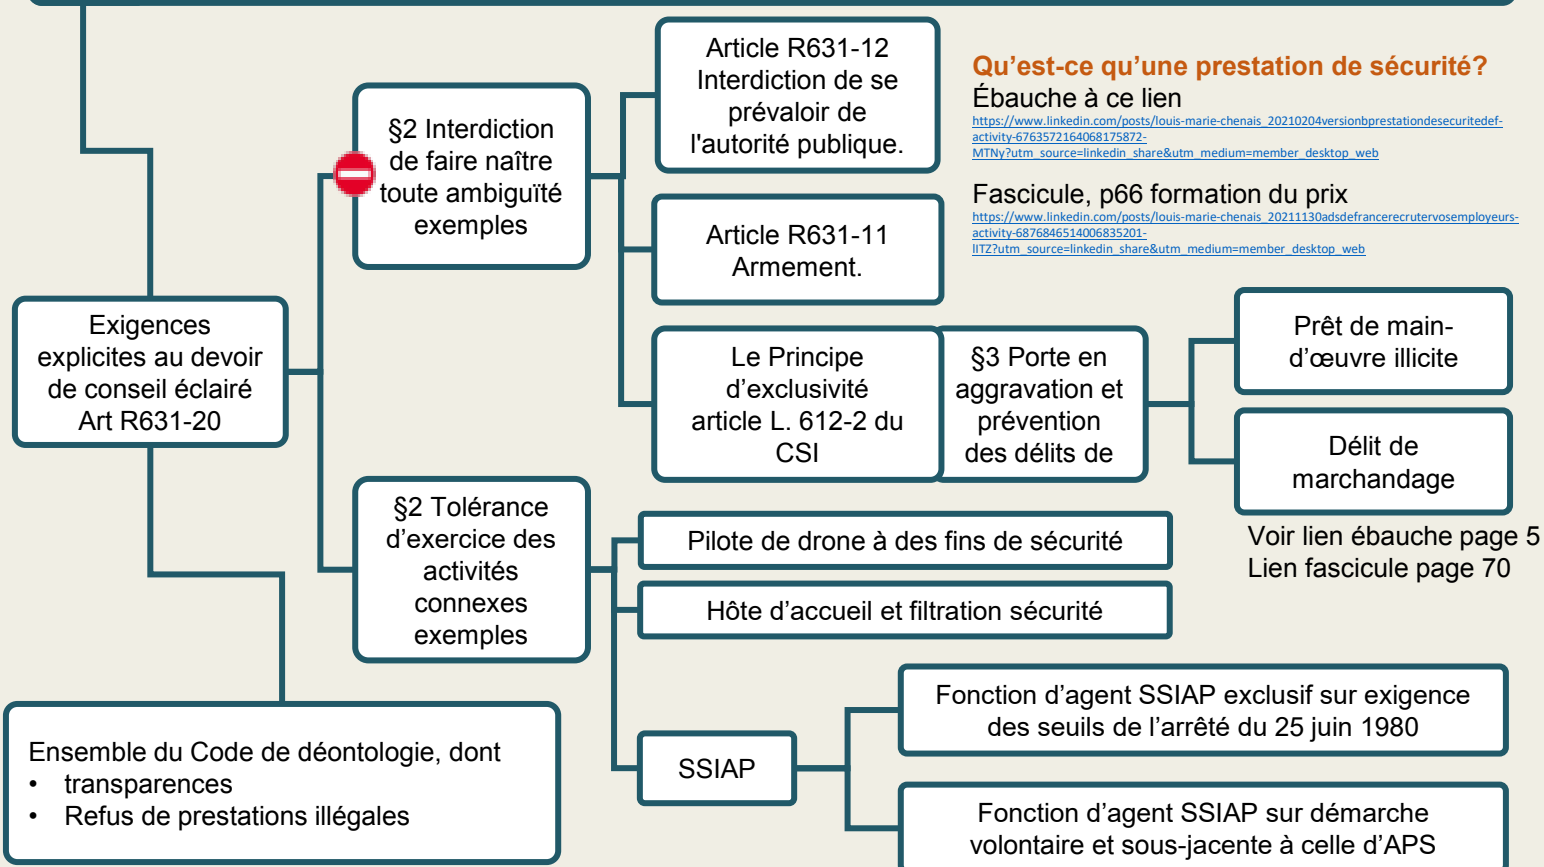 Article R631-12
Interdiction de se
prévaloir de
l'autorité publique.
Qu’est-ce qu’une prestation de sécurité?
Ébauche à ce lien
https://www.linkedin.com/posts/louis-marie-chenais_20210204versionbprestationdesecuritedef-
activity-6763572164068175872-
MTNy?utm_source=linkedin_share&utm_medium=member_desktop_web
Fascicule, p66 formation du prix
https://www.linkedin.com/posts/louis-marie-chenais_20211130adsdefrancerecrutervosemployeurs-
activity-6876846514006835201-
lITZ?utm_source=linkedin_share&utm_medium=member_desktop_web
§2 Interdiction
de faire naître
toute ambiguïté
exemples
Article R631-11
Armement.
Exigences
explicites au devoir
de conseil éclairé
Art R631-20
Le Principe
d’exclusivité
article L. 612-2 du
CSI
§3 Porte en
aggravation et
prévention
des délits de
Prêt de main-
d’œuvre illicite
Délit de
marchandage
Voir lien ébauche page 5
Lien fascicule page 70
§2 Tolérance
d’exercice des
activités
connexes
exemples
Pilote de drone à des fins de sécurité
Hôte d’accueil et filtration sécurité
SSIAP
Fonction d’agent SSIAP exclusif sur exigence
des seuils de l’arrêté du 25 juin 1980
Fonction d’agent SSIAP sur démarche
volontaire et sous-jacente à celle d’APS
Ensemble du Code de déontologie, dont
• transparences
• Refus de prestations illégales